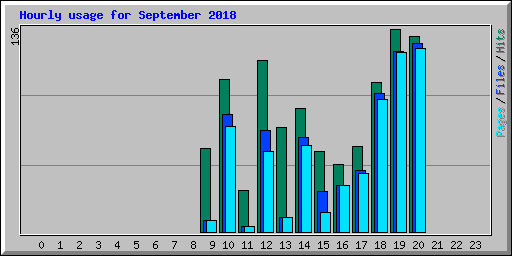 Hourly usage for September 2018
136
Pages / Files / Hits
0 1 2 3 4 5 6 7 8 9 10 11 12 13 14 15 16 17 18 19 20 21 22 23